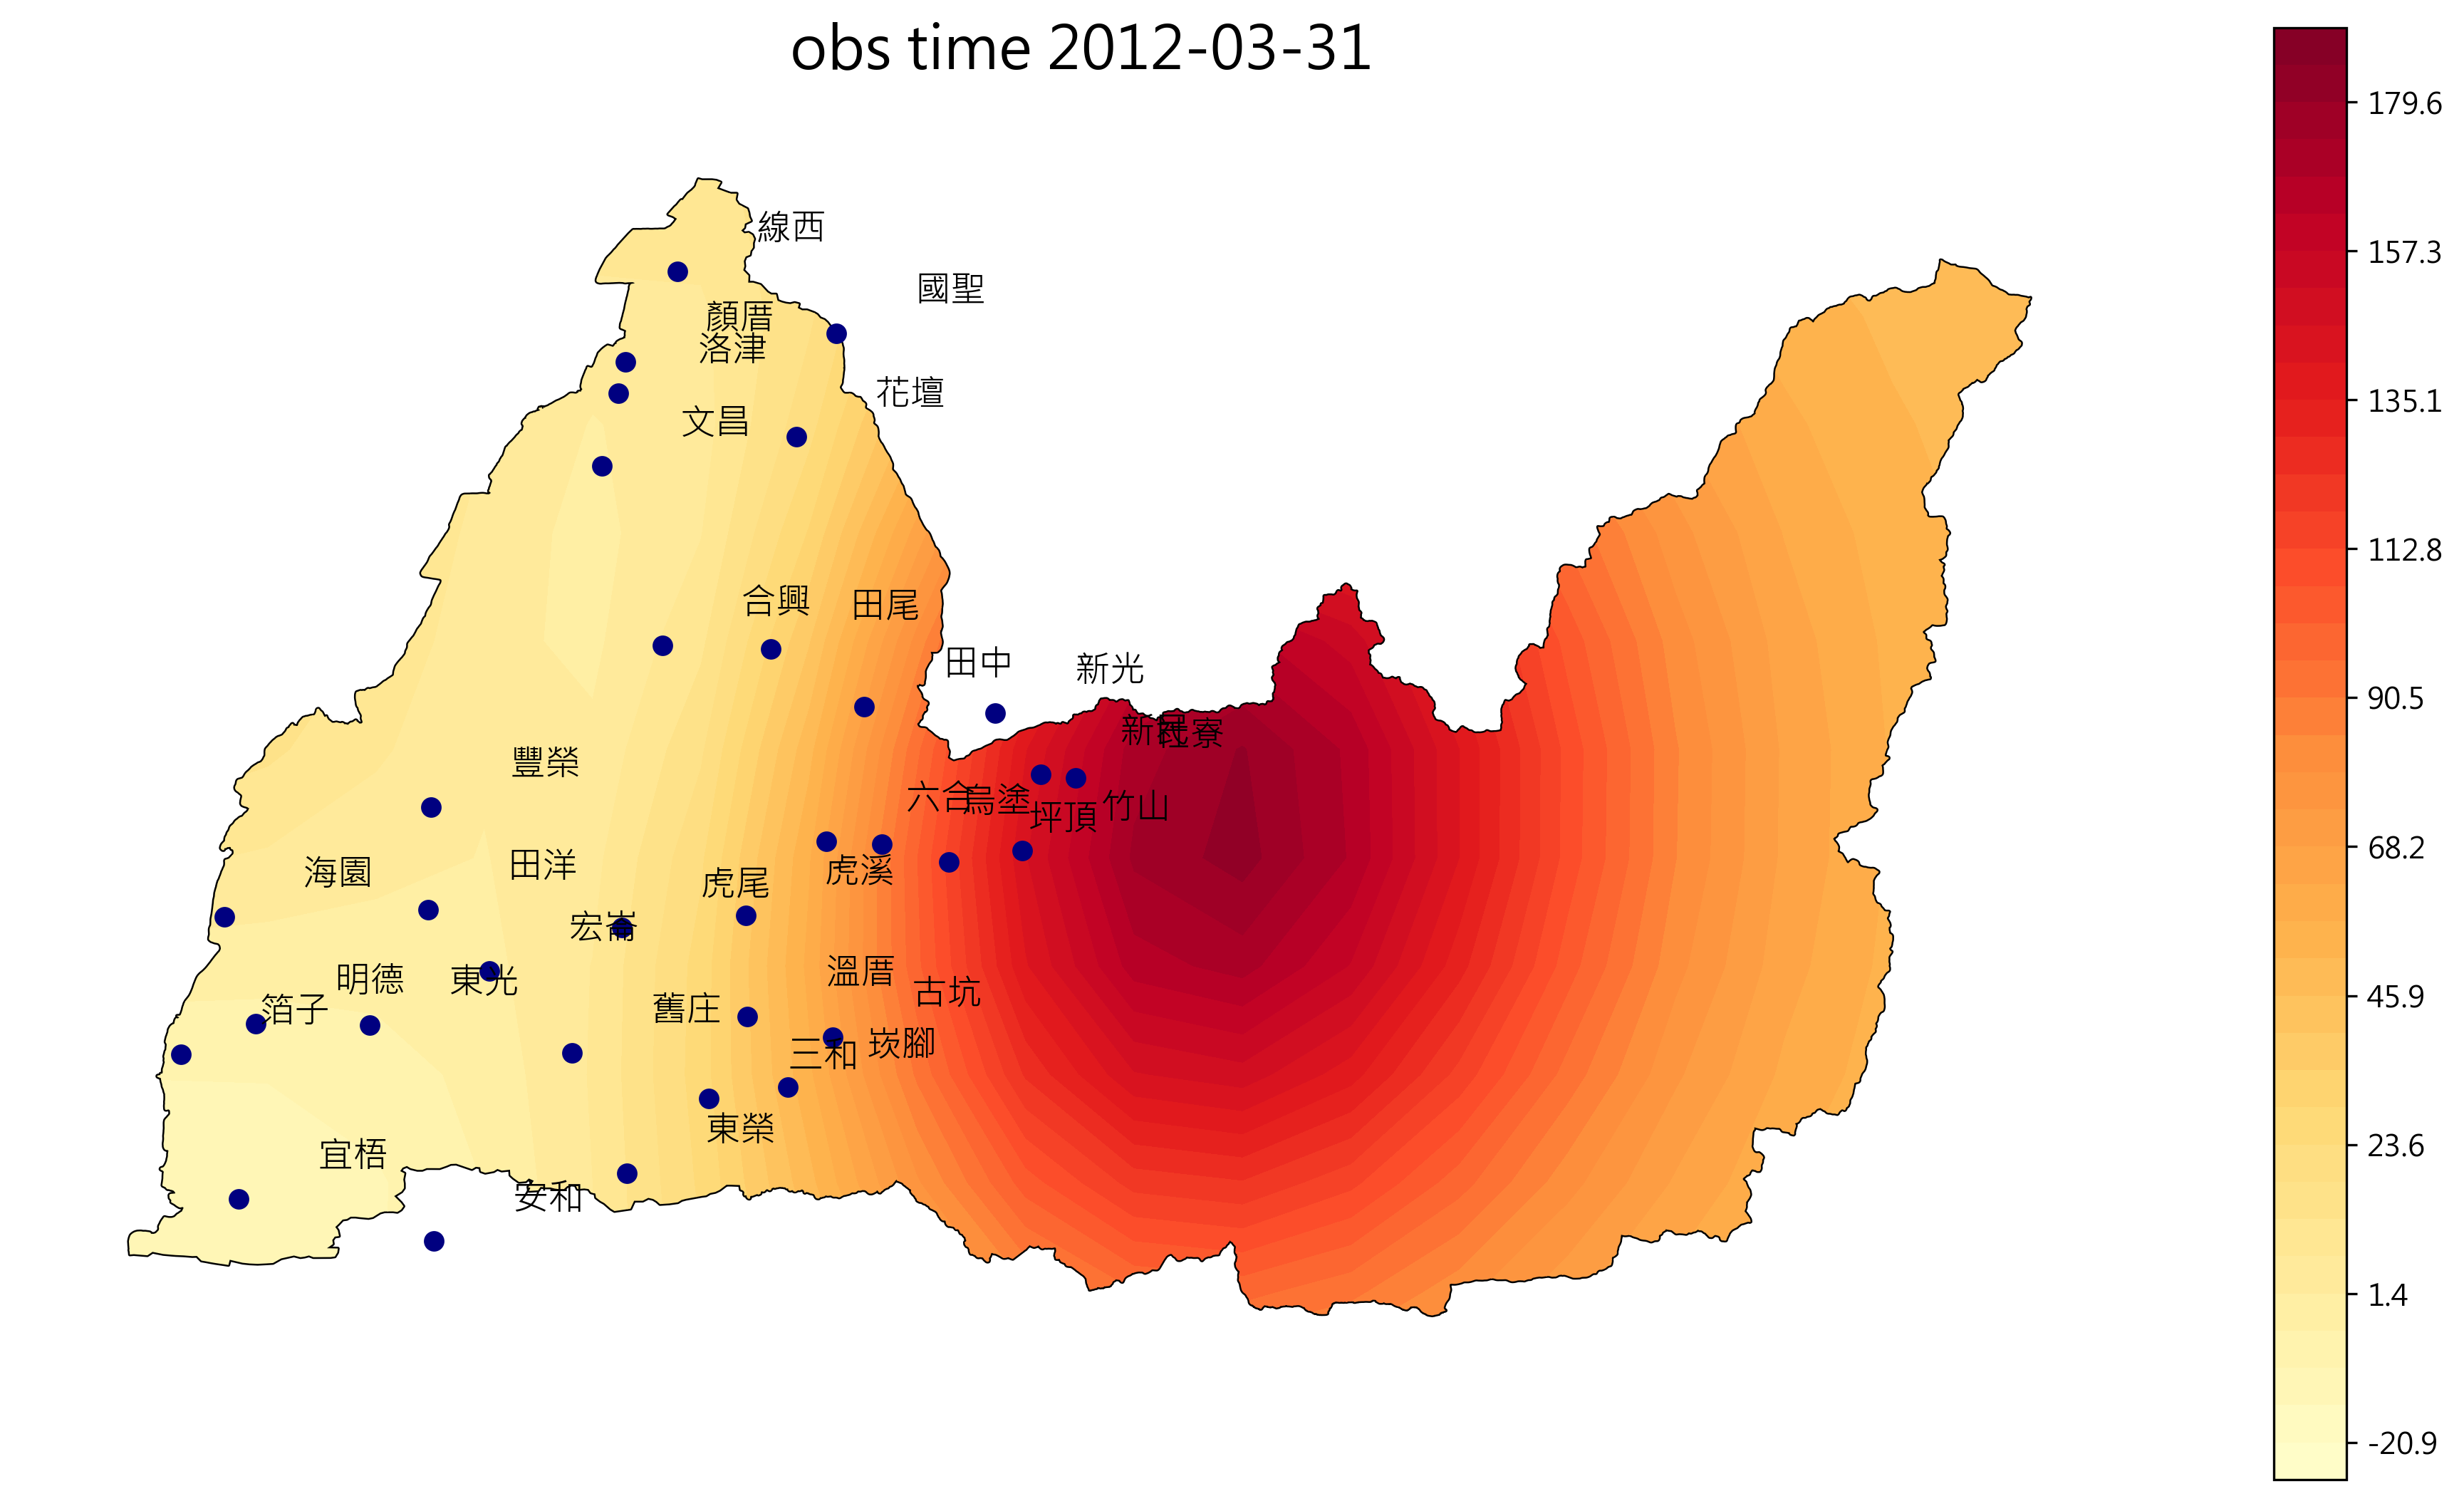 obs time 2012-03-31
線西
國聖
顏厝
洛津
花壇
文昌
合興
田尾
田中
新光
新民
社寮
豐榮
六合
烏塗
坪頂
竹山
海園
田洋
虎尾
虎溪
宏崙
明德
東光
溫厝
箔子
舊庄
古坑
三和
崁腳
東榮
宜梧
安和
179.6
157.3
135.1
112.8
90.5
68.2
45.9
23.6
1.4
-20.9